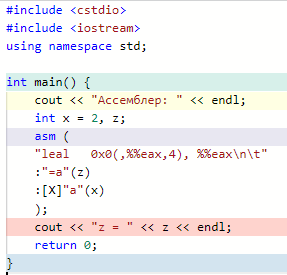 #include <cstdio>
#include <iostream>
using namespace std;
int main() {
cout << "Ассемблер: " << endl;
int x = 2, z;
asm (
"leal   0x0(,%%eax,4), %%eax\n\t"
:"=a"(z)
:[X]"a"(x)
);
cout << "z = " << z << endl;
return 0;
}